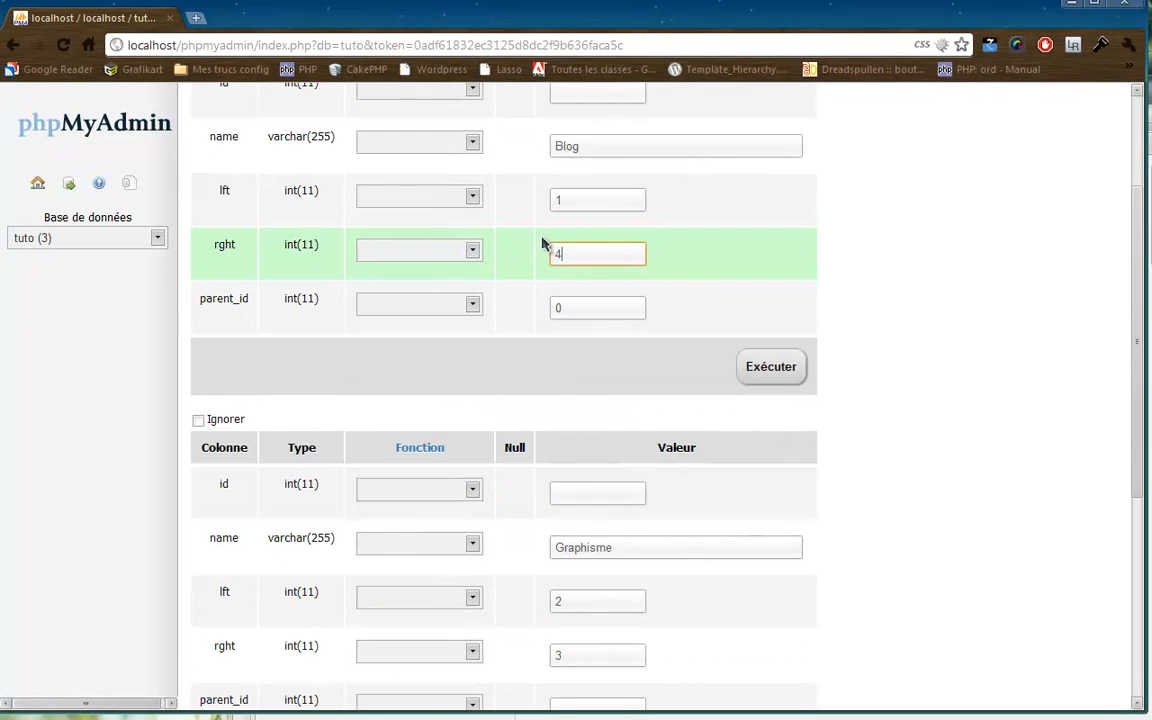 localhost / localhost / tut...
localhost/phpmyadmin/index.php?db=tuto&token=0adf61832ec3125d8dc2f9b636faca5c
CSS
Google Reader Grafikart Mes trucs config PHP CakePHP Wordpress Lasso Toutes les classes - G... Template_Hierarchy,... Dreadspullen :: bout... PHP: ord - Manual
phpMyAdmin
Base de données
tuto (3)
id int(11)
name varchar(255) Blog
lft int(11) 1
rght int(11) 4
parent_id int(11) 0
Exécuter
Ignorer
Colonne Type Fonction Null Valeur
id int(11)
name varchar(255) Graphisme
lft int(11) 2
rght int(11) 3
parent_id int(11)